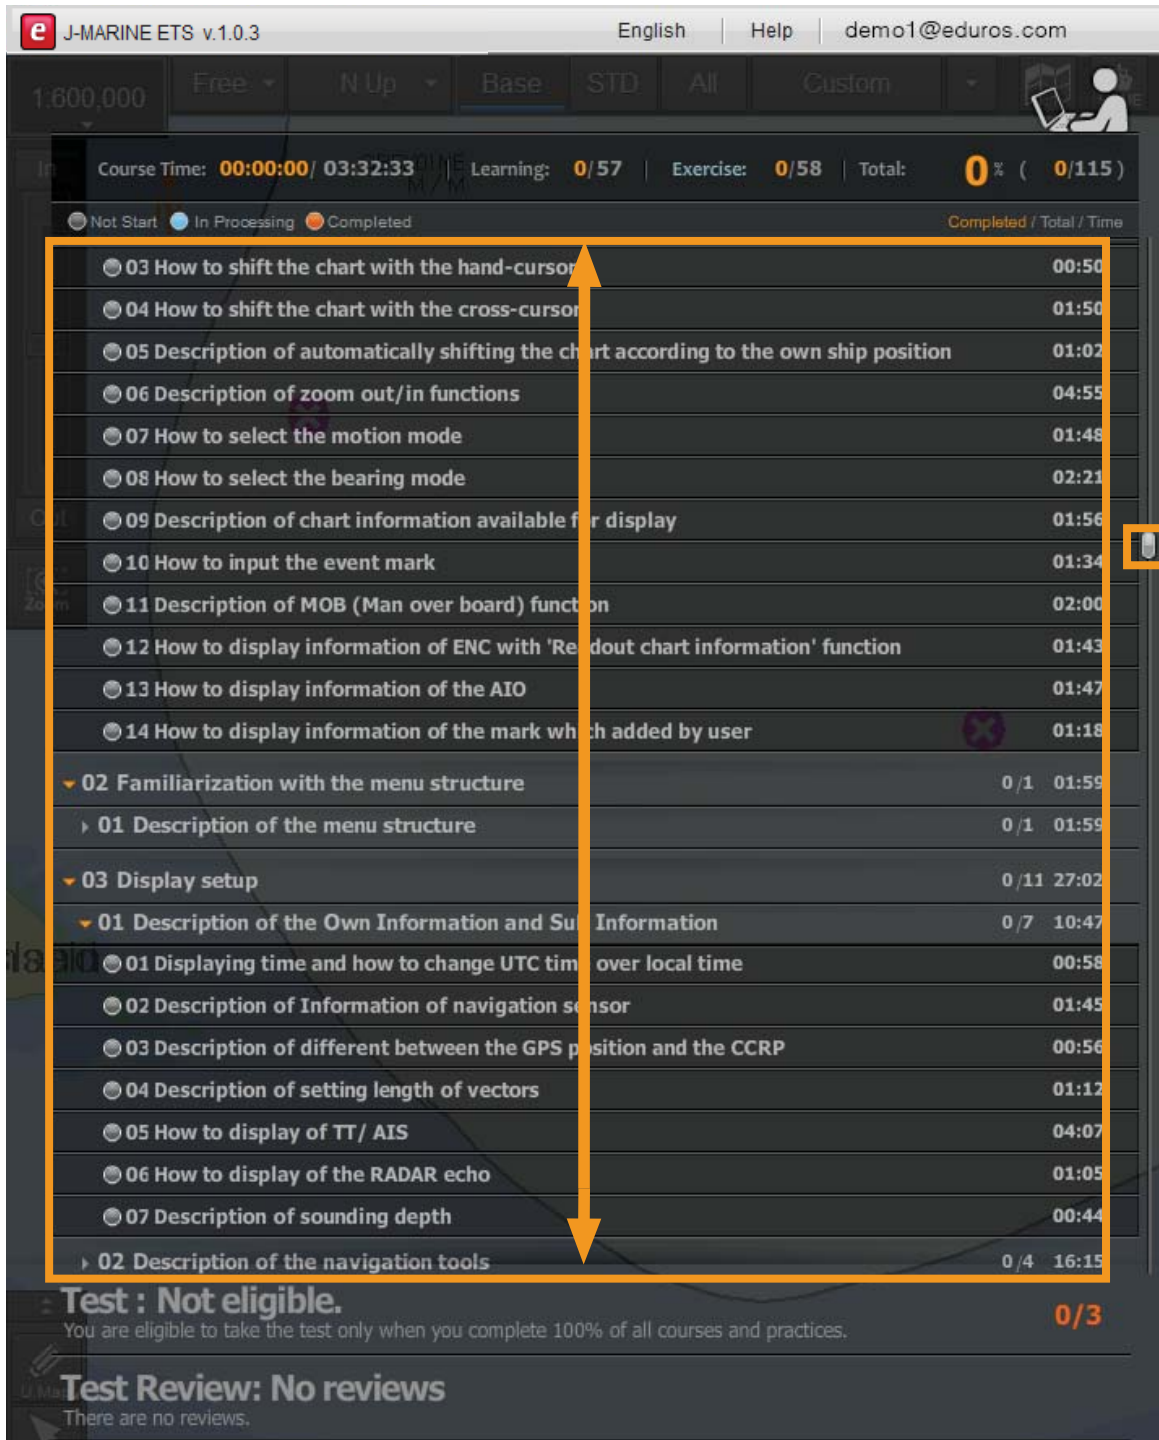 e J-MARINE ETS v.1.0.3 English Help demo1@eduros.com
1:600,000 Free N Up Base STD All Custom
In Course Time: 00:00:00/ 03:32:33 Learning: 0/57 Exercise: 0/58 Total: 0 % ( 0/115 )
Not Start In Processing Completed Completed / Total / Time
03 How to shift the chart with the hand-cursor 00:50
04 How to shift the chart with the cross-cursor 01:50
05 Description of automatically shifting the chart according to the own ship position 01:02
06 Description of zoom out/in functions 04:55
07 How to select the motion mode 01:48
08 How to select the bearing mode 02:21
Out 09 Description of chart information available for display 01:56
10 How to input the event mark 01:34
Zoom 11 Description of MOB (Man over board) function 02:00
12 How to display information of ENC with 'Readout chart information' function 01:43
13 How to display information of the AIO 01:47
14 How to display information of the mark which added by user 01:18
02 Familiarization with the menu structure 0/1 01:59
01 Description of the menu structure 0/1 01:59
03 Display setup 0/11 27:02
01 Description of the Own Information and Sub Information 0/7 10:47
01 Displaying time and how to change UTC time over local time 00:58
02 Description of Information of navigation sensor 01:45
03 Description of different between the GPS position and the CCRP 00:56
04 Description of setting length of vectors 01:12
05 How to display of TT/ AIS 04:07
06 How to display of the RADAR echo 01:05
07 Description of sounding depth 00:44
02 Description of the navigation tools 0/4 16:15
Test : Not eligible. 0/3
You are eligible to take the test only when you complete 100% of all courses and practices.
Test Review: No reviews
There are no reviews.